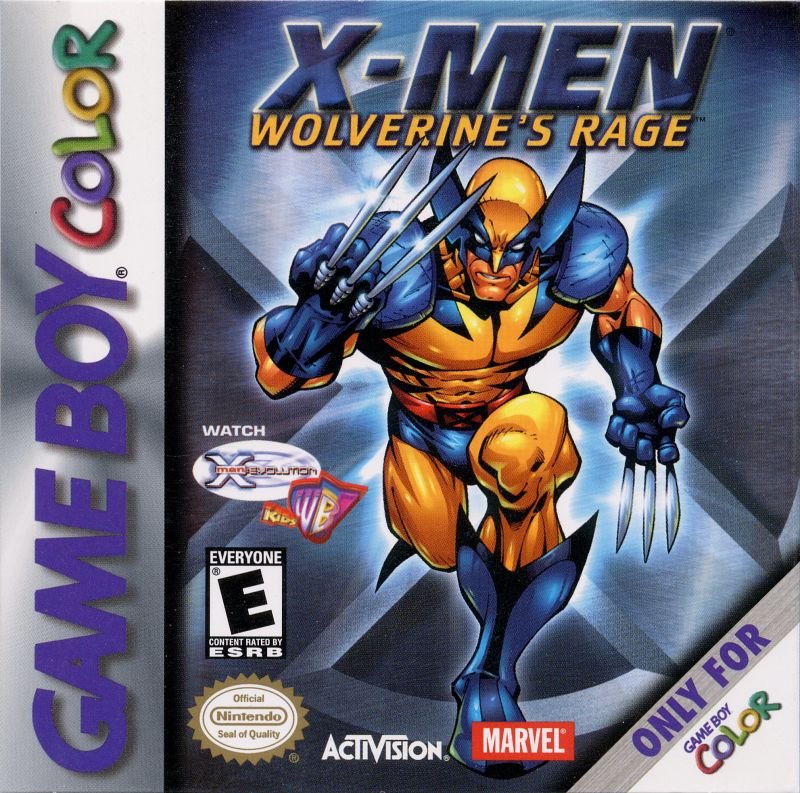 X-MEN®
WOLVERINE'S RAGE™
GAME BOY® COLOR
WATCH
X men: EVOLUTION
KIDS WB!
EVERYONE
®
E
CONTENT RATED BY
ESRB
Official
Nintendo
Seal of Quality
®
ACTIVISION®
MARVEL®
ONLY FOR
GAME BOY
COLOR